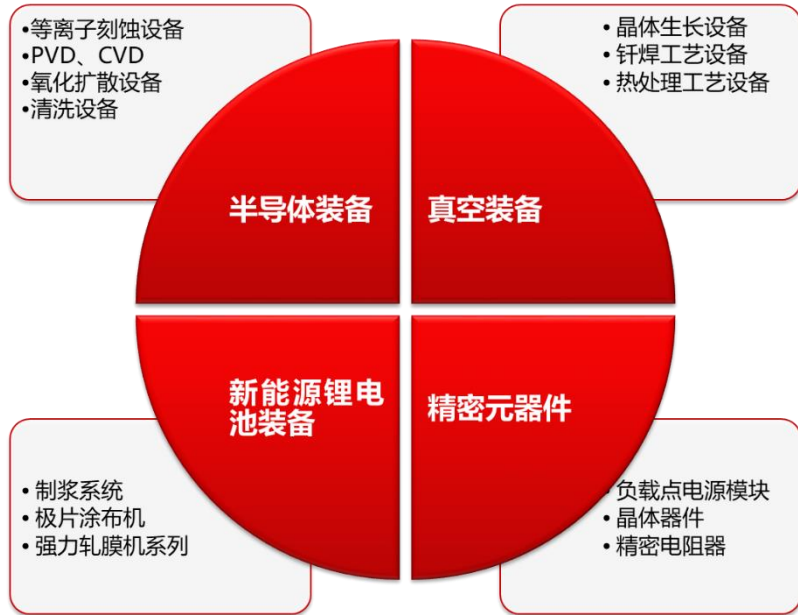 •等离子刻蚀设备
•PVD、CVD
•氧化扩散设备
•清洗设备
•晶体生长设备
•钎焊工艺设备
•热处理工艺设备
半导体装备
真空装备
新能源锂电
池装备
精密元器件
•制浆系统
•极片涂布机
•强力轧膜机系列
•负载点电源模块
•晶体器件
•精密电阻器